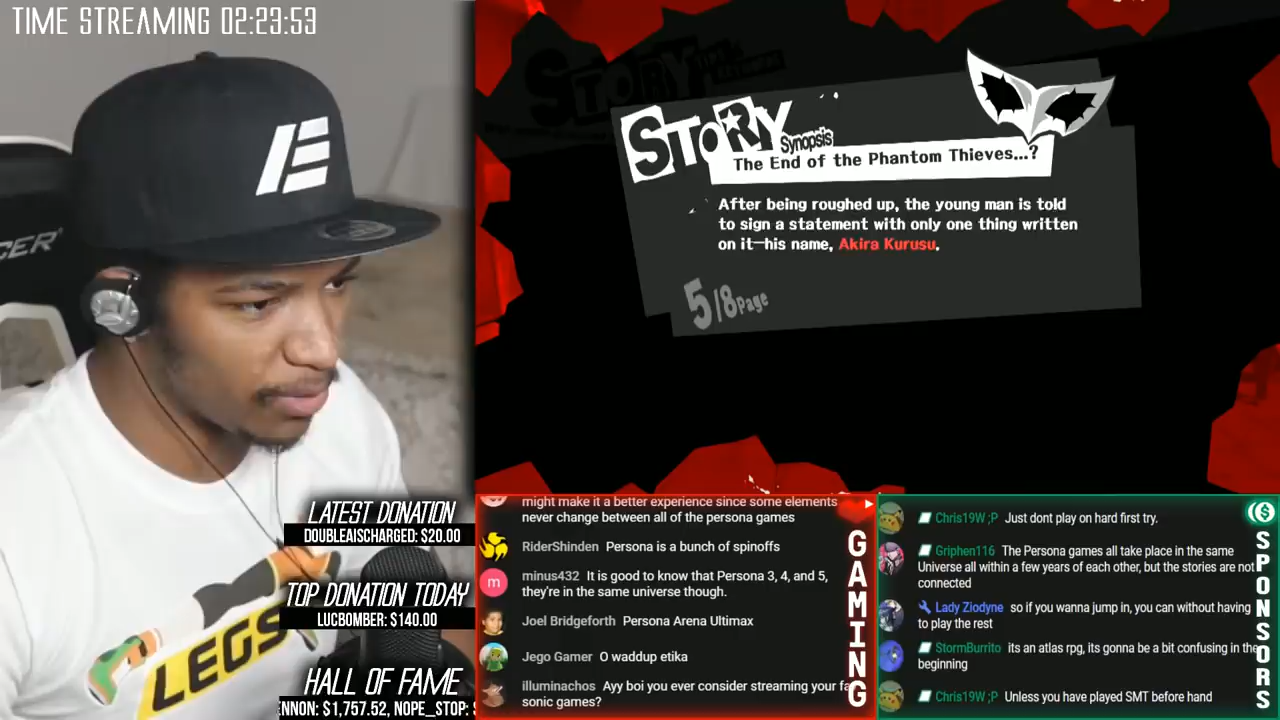 TIME STREAMING 02:23:53
STORY
Synopsis
The End of the Phantom Thieves...?
After being roughed up, the young man is told
to sign a statement with only one thing written
on it—his name, Akira Kurusu.
5/8Page
LATEST DONATION
DOUBLEAISCHARGED: $20.00
TOP DONATION TODAY
LUCBOMBER: $140.00
HALL OF FAME
ENNON: $1,757.52, NOPE_STOP:
LEGS
might make it a better experience since some elements
never change between all of the persona games
RiderShinden Persona is a bunch of spinoffs
minus432 It is good to know that Persona 3, 4, and 5,
they're in the same universe though.
Joel Bridgeforth Persona Arena Ultimax
Jego Gamer O waddup etika
illuminachos Ayy boi you ever consider streaming your fa
sonic games?
GAMING
Chris19W ;P Just dont play on hard first try.
Griphen116 The Persona games all take place in the same
Universe all within a few years of each other, but the stories are not
connected
Lady Zlodyne so if you wanna jump in, you can without having
to play the rest
StormBurrito its an atlas rpg, its gonna be a bit confusing in the
beginning
Chris19W ;P Unless you have played SMT before hand
SPONSORS